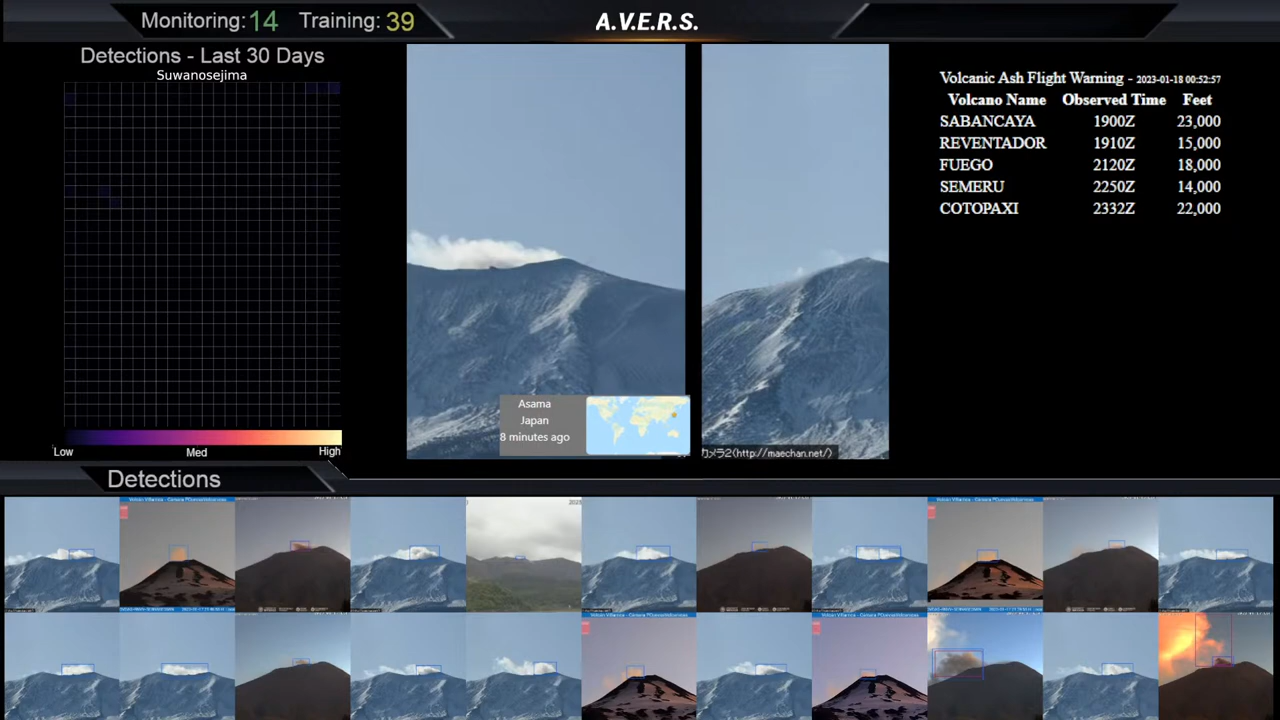 Monitoring: 14 Training: 39
A.V.E.R.S.
Detections - Last 30 Days
Suwanosejima
Low Med High
Asama
Japan
8 minutes ago
カメラ2(http://maechan.net/)
Volcanic Ash Flight Warning - 2023-01-18 00:52:57
Volcano Name Observed Time Feet
SABANCAYA 1900Z 23,000
REVENTADOR 1910Z 15,000
FUEGO 2120Z 18,000
SEMERU 2250Z 14,000
COTOPAXI 2332Z 22,000
Detections